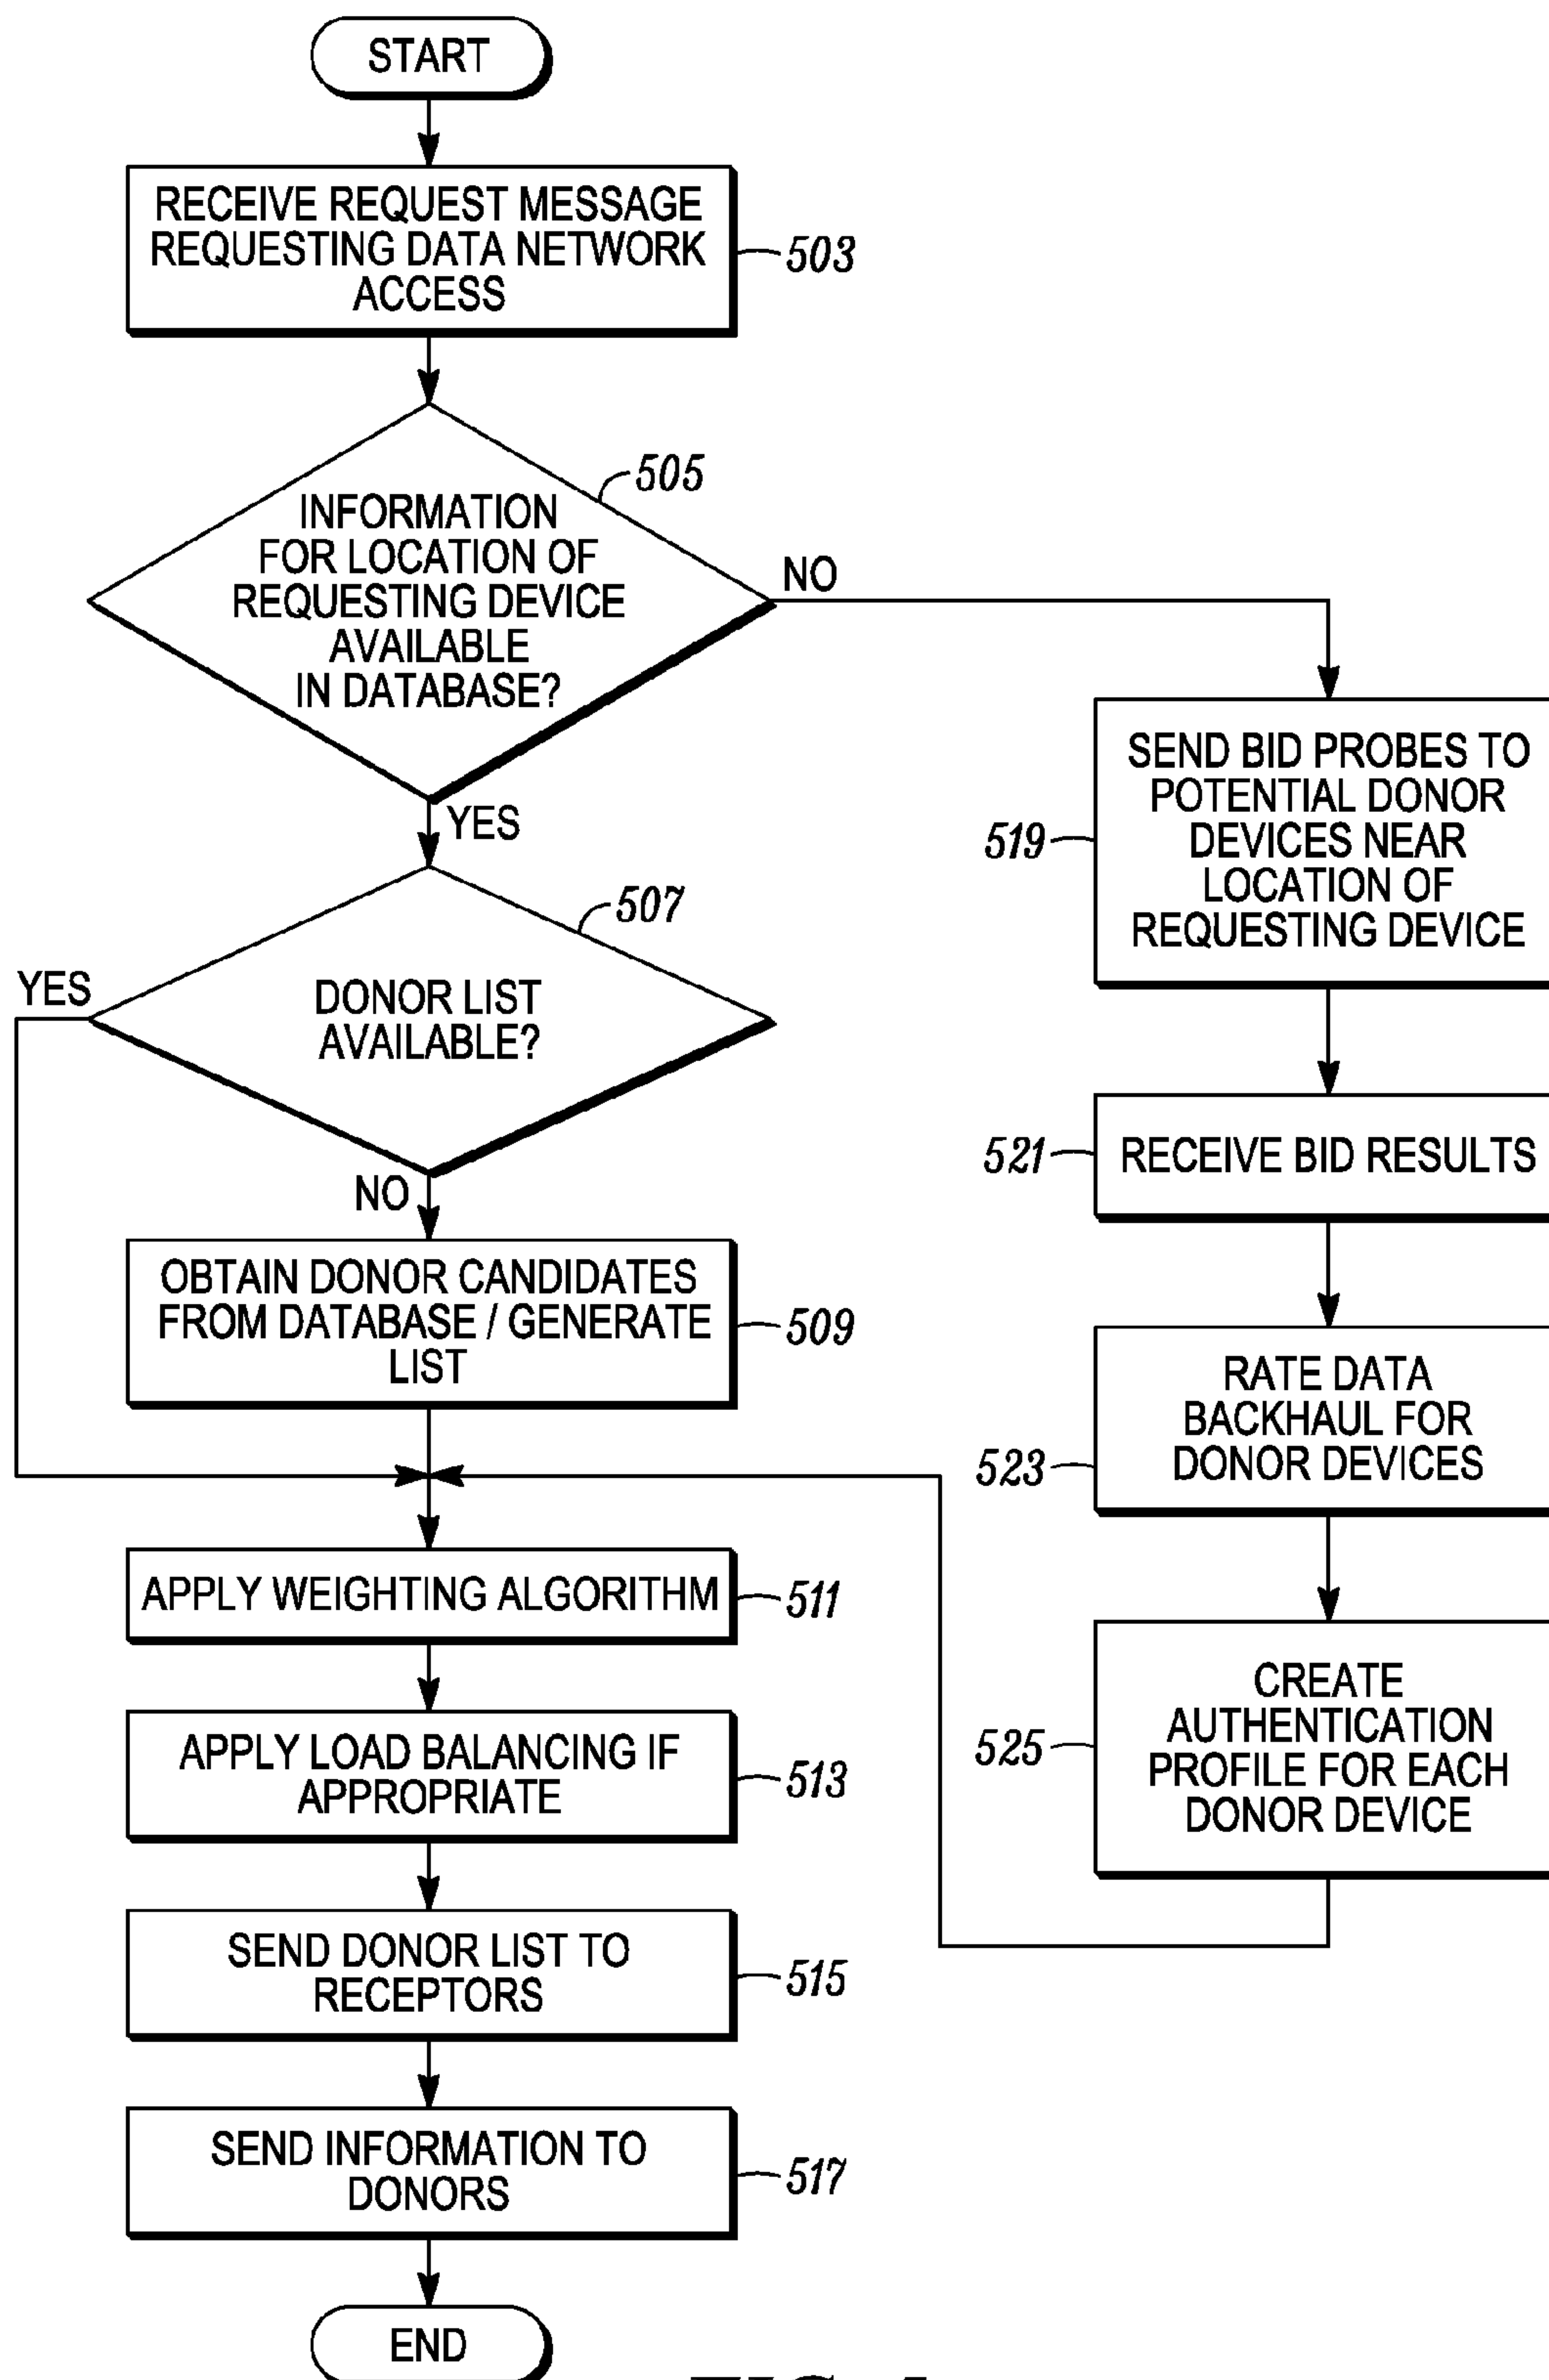 START
RECEIVE REQUEST MESSAGE
REQUESTING DATA NETWORK
ACCESS
503
505
INFORMATION
FOR LOCATION OF
REQUESTING DEVICE
AVAILABLE
IN DATABASE?
NO
YES
507
YES
DONOR LIST
AVAILABLE?
NO
OBTAIN DONOR CANDIDATES
FROM DATABASE / GENERATE
LIST
509
APPLY WEIGHTING ALGORITHM
511
APPLY LOAD BALANCING IF
APPROPRIATE
513
SEND DONOR LIST TO
RECEPTORS
515
SEND INFORMATION TO
DONORS
517
END
SEND BID PROBES TO
POTENTIAL DONOR
DEVICES NEAR
LOCATION OF
REQUESTING DEVICE
519
521
RECEIVE BID RESULTS
RATE DATA
BACKHAUL FOR
DONOR DEVICES
523
CREATE
AUTHENTICATION
PROFILE FOR EACH
DONOR DEVICE
525